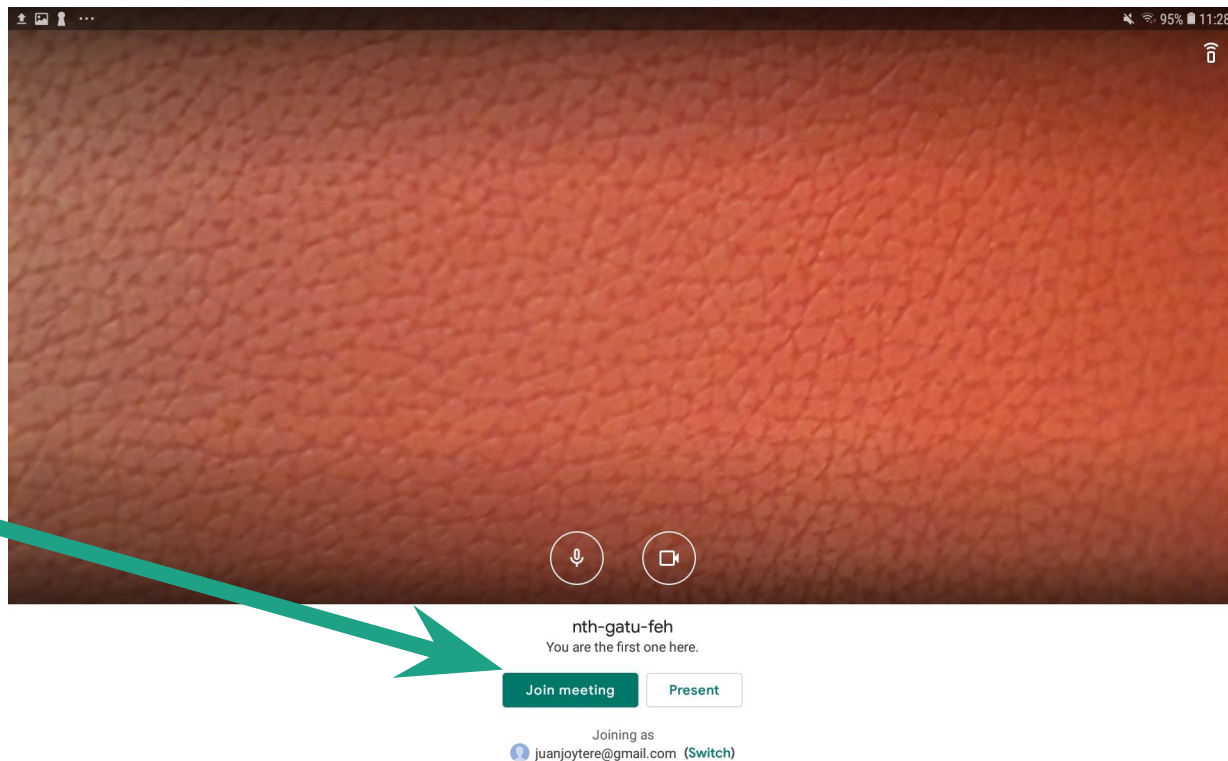 95% 11:28
nth-gatu-feh
You are the first one here.
Join meeting Present
Joining as
juanjoytere@gmail.com (Switch)